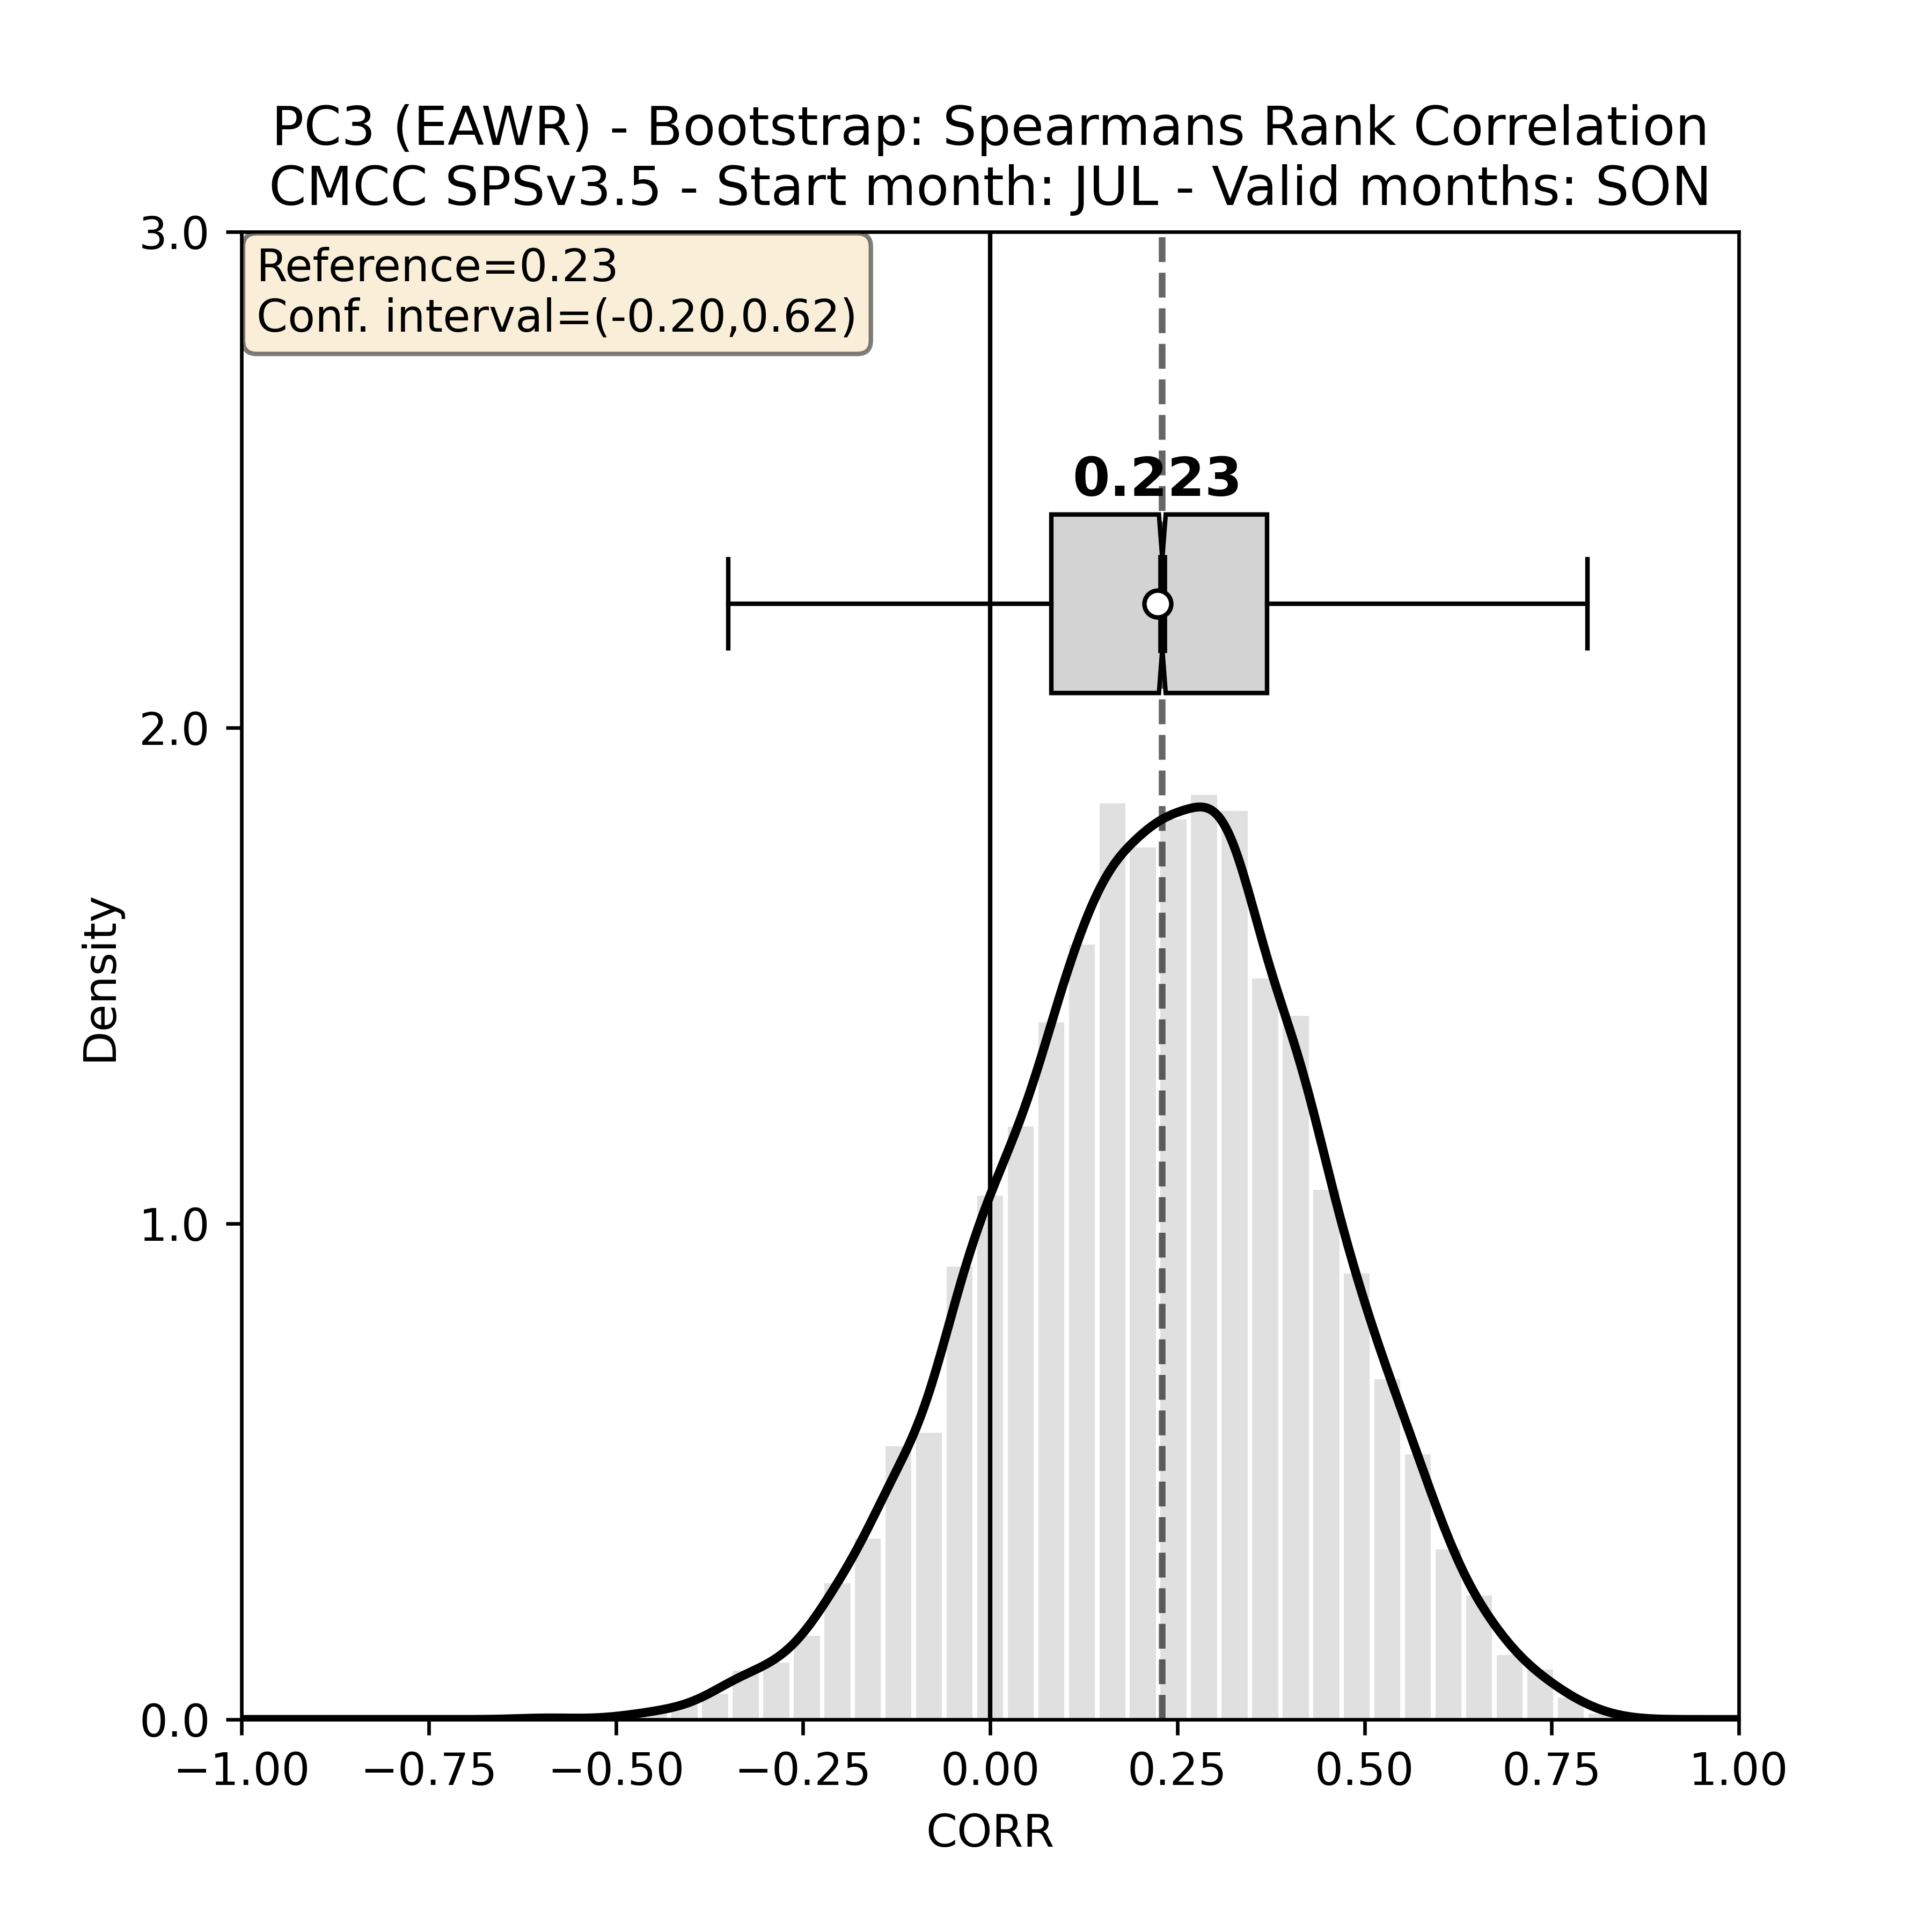 PC3 (EAWR) - Bootstrap: Spearmans Rank Correlation
CMCC SPSv3.5 - Start month: JUL - Valid months: SON
3.0
Reference=0.23
Conf. interval=(-0.20,0.62)
0.223
2.0
Density
1.0
0.0
−1.00 −0.75 −0.50 −0.25 0.00 0.25 0.50 0.75 1.00
CORR